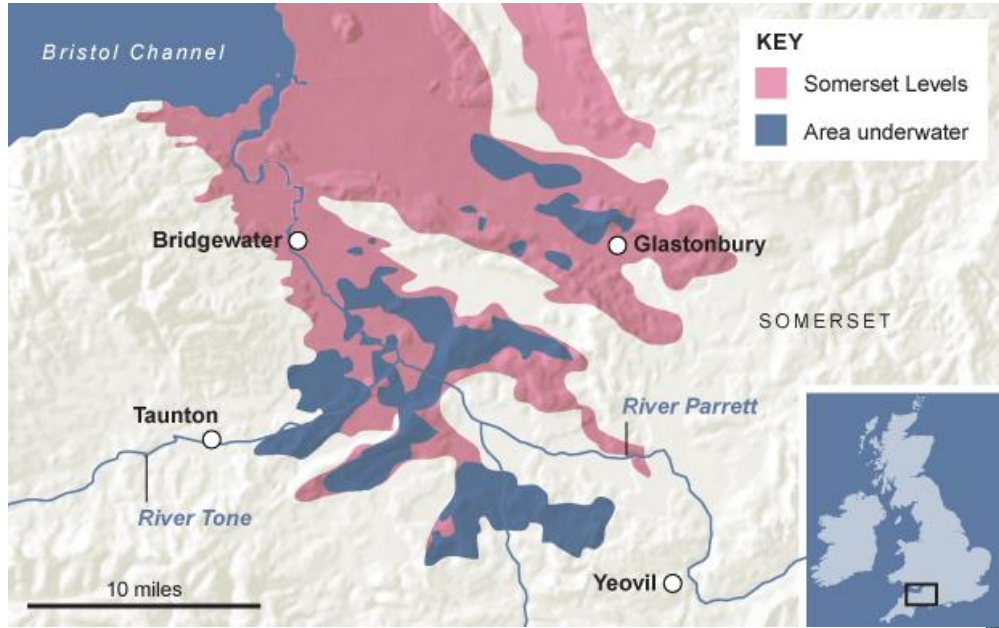 Bristol Channel
KEY
Somerset Levels
Area underwater
Bridgewater
Glastonbury
SOMERSET
Taunton
River Parrett
River Tone
10 miles
Yeovil